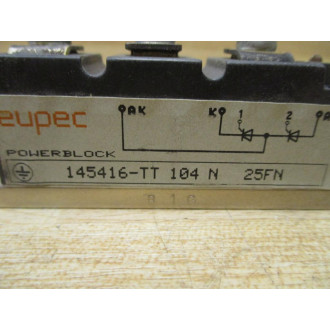 eupec
AK K 1 2 A
POWERBLOCK
145416-TT 104 N 25FN